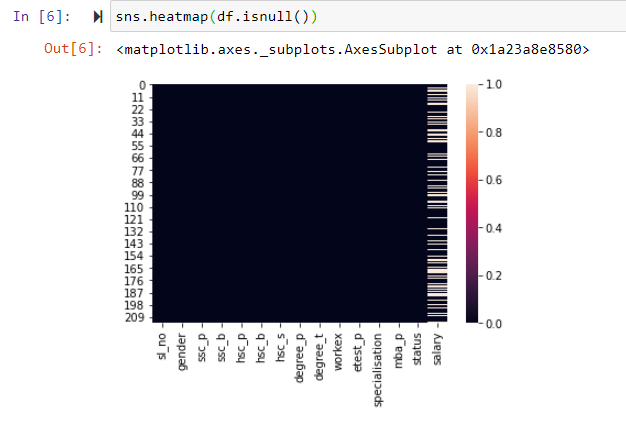 In [6]: sns.heatmap(df.isnull())
Out[6]: <matplotlib.axes._subplots.AxesSubplot at 0x1a23a8e8580>
0
11
22
33
44
55
66
77
88
99
110
121
132
143
154
165
176
187
198
209
1.0
0.8
0.6
0.4
0.2
0.0
sl_no
gender
ssc_p
ssc_b
hsc_p
hsc_b
hsc_s
degree_p
degree_t
workex
etest_p
specialisation
mba_p
status
salary